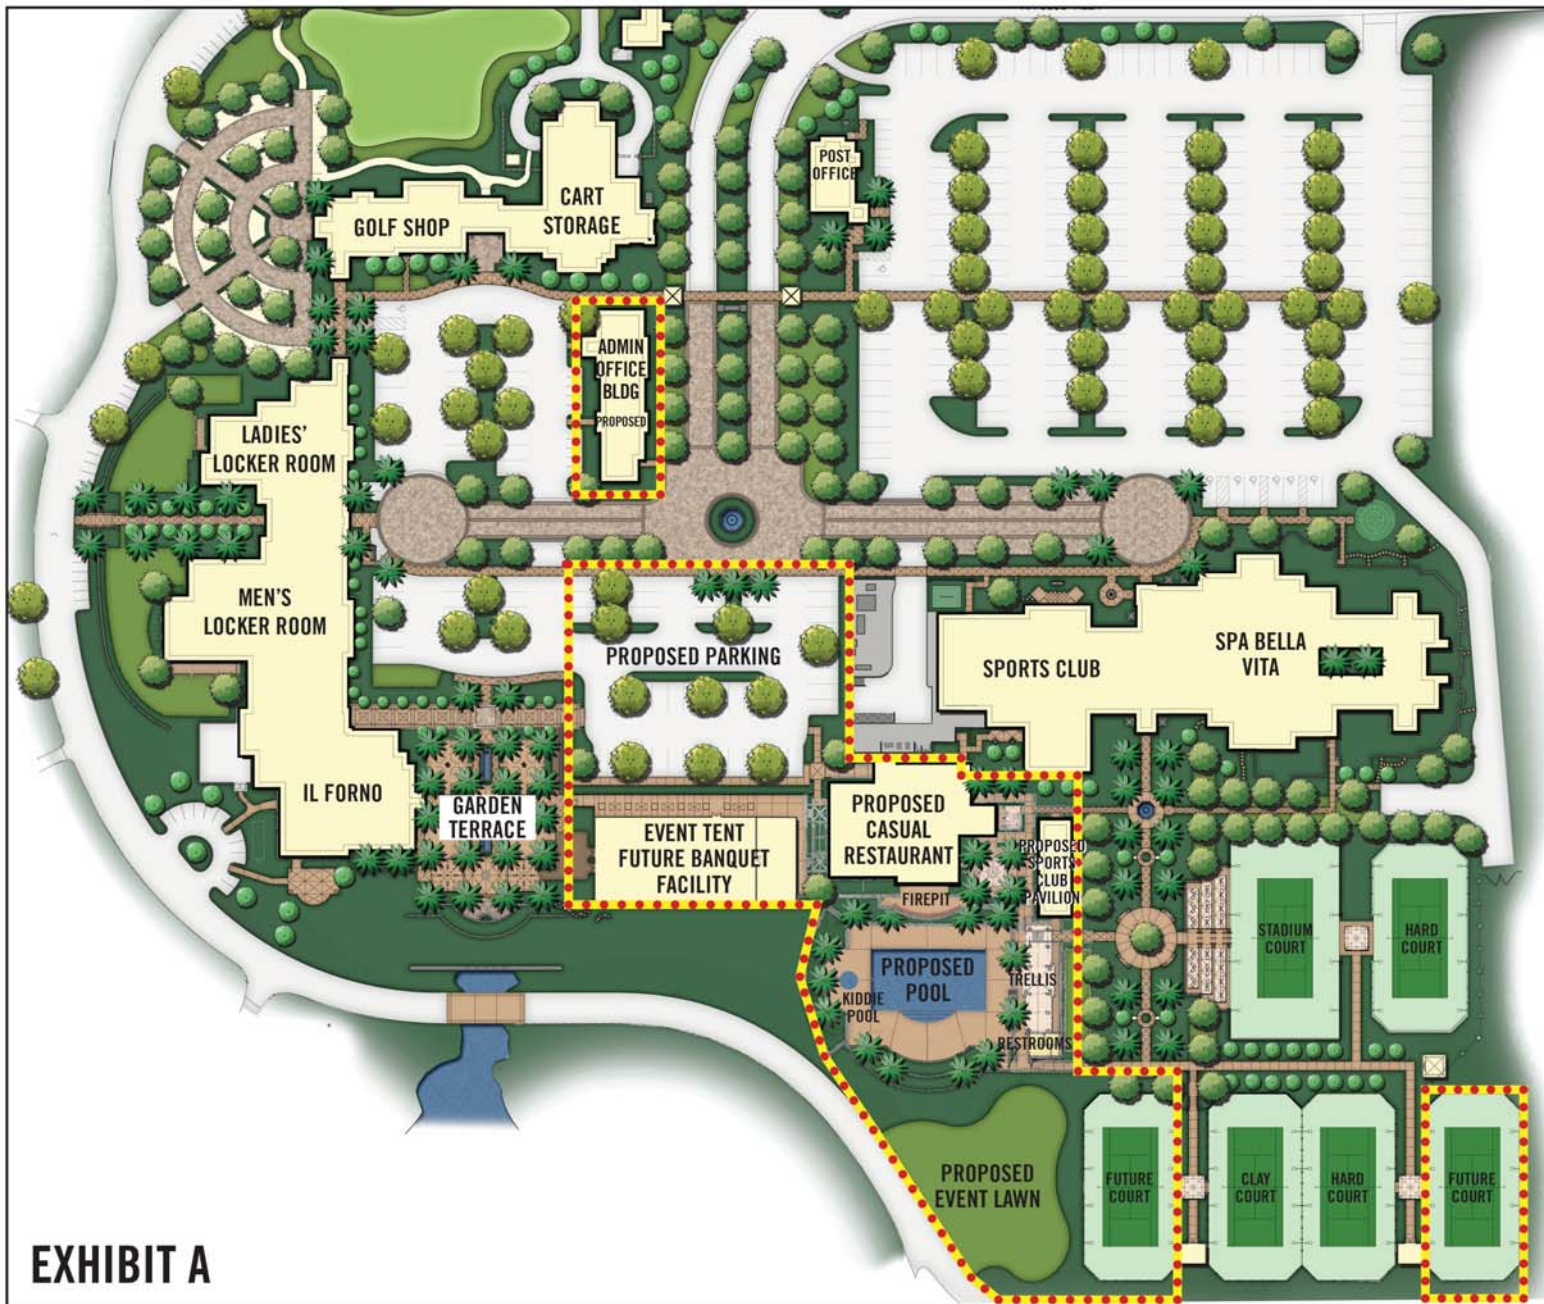 POST
OFFICE
CART
STORAGE
GOLF SHOP
ADMIN
OFFICE
BLDG
PROPOSED
LADIES'
LOCKER ROOM
MEN'S
LOCKER ROOM
PROPOSED PARKING
SPORTS CLUB
SPA BELLA
VITA
IL FORNO
GARDEN
TERRACE
EVENT TENT
FUTURE BANQUET
FACILITY
PROPOSED
CASUAL
RESTAURANT
PROPOSED
SPORTS
CLUB
PAVILION
FIREPIT
STADIUM
COURT
HARD
COURT
PROPOSED
POOL
KIDDIE
POOL
TRELLIS
RESTROOMS
PROPOSED
EVENT LAWN
FUTURE
COURT
CLAY
COURT
HARD
COURT
FUTURE
COURT
EXHIBIT A